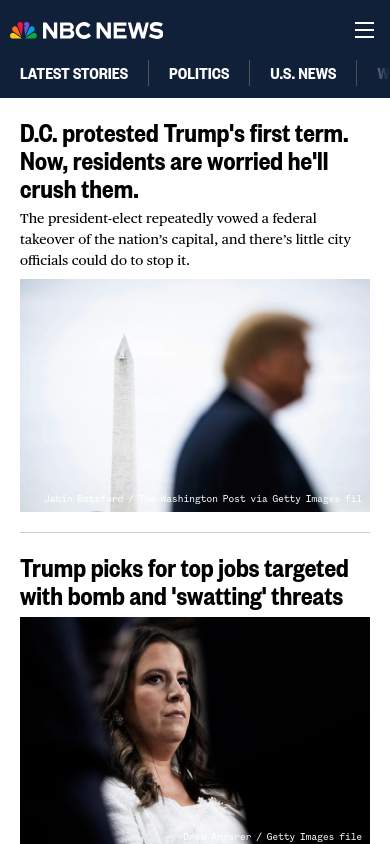 NBC NEWS
LATEST STORIES
POLITICS
U.S. NEWS
D.C. protested Trump's first term.
Now, residents are worried he'll
crush them.
The president-elect repeatedly vowed a federal
takeover of the nation’s capital, and there’s little city
officials could do to stop it.
Jabin Botsford / The Washington Post via Getty Images fil
Trump picks for top jobs targeted
with bomb and 'swatting' threats
Drew Angerer / Getty Images file